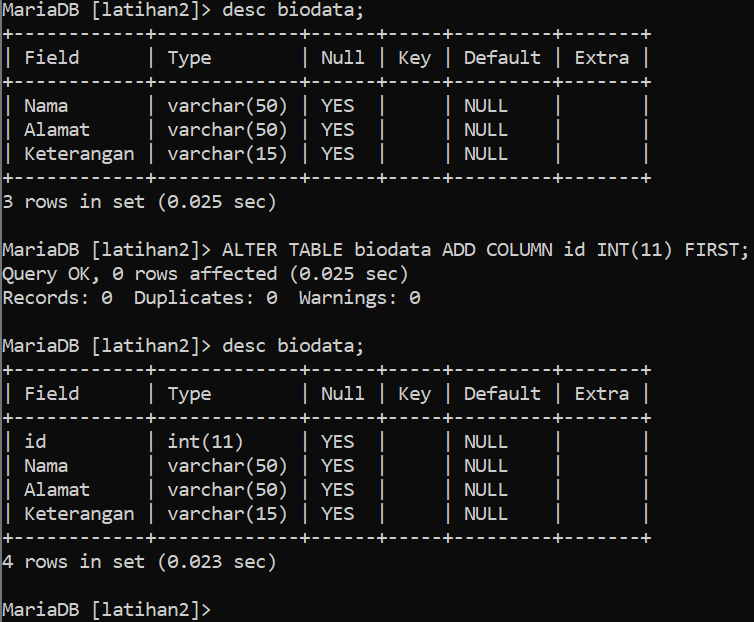 MariaDB [latihan2]> desc biodata;
+------------+-------------+------+-----+---------+-------+
| Field      | Type        | Null | Key | Default | Extra |
+------------+-------------+------+-----+---------+-------+
| Nama       | varchar(50) | YES  |     | NULL    |       |
| Alamat     | varchar(50) | YES  |     | NULL    |       |
| Keterangan | varchar(15) | YES  |     | NULL    |       |
+------------+-------------+------+-----+---------+-------+
3 rows in set (0.025 sec)

MariaDB [latihan2]> ALTER TABLE biodata ADD COLUMN id INT(11) FIRST;
Query OK, 0 rows affected (0.025 sec)
Records: 0  Duplicates: 0  Warnings: 0

MariaDB [latihan2]> desc biodata;
+------------+-------------+------+-----+---------+-------+
| Field      | Type        | Null | Key | Default | Extra |
+------------+-------------+------+-----+---------+-------+
| id         | int(11)     | YES  |     | NULL    |       |
| Nama       | varchar(50) | YES  |     | NULL    |       |
| Alamat     | varchar(50) | YES  |     | NULL    |       |
| Keterangan | varchar(15) | YES  |     | NULL    |       |
+------------+-------------+------+-----+---------+-------+
4 rows in set (0.023 sec)

MariaDB [latihan2]>